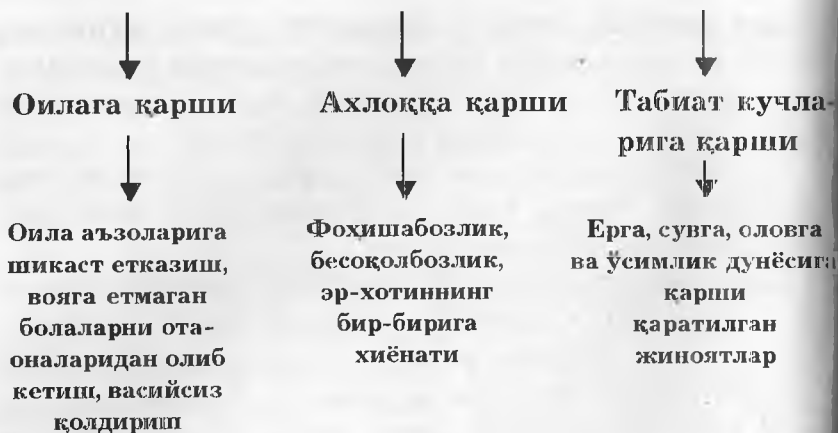 Оилага қарши
Оила аъзоларига
шикаст етказиш,
вояга етмаган
болаларни ота-
оналаридан олиб
кетиш, васийсиз
қолдириш
Ахлоққа қарши
Фоҳишабозлик,
бесоқолбозлик,
эр-хотиннинг
бир-бирига
хиёнати
Табиат кучла-
рига қарши
Ерга, сувга, оловга
ва ўсимлик дунёсига
қарши
қаратилган
жиноятлар